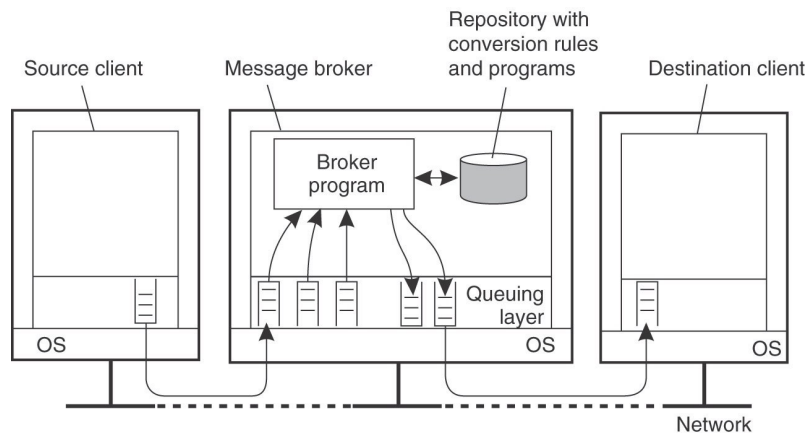 Repository with
conversion rules
and programs
Source client
Message broker
Destination client
Broker
program
Queuing
layer
OS
OS
OS
Network